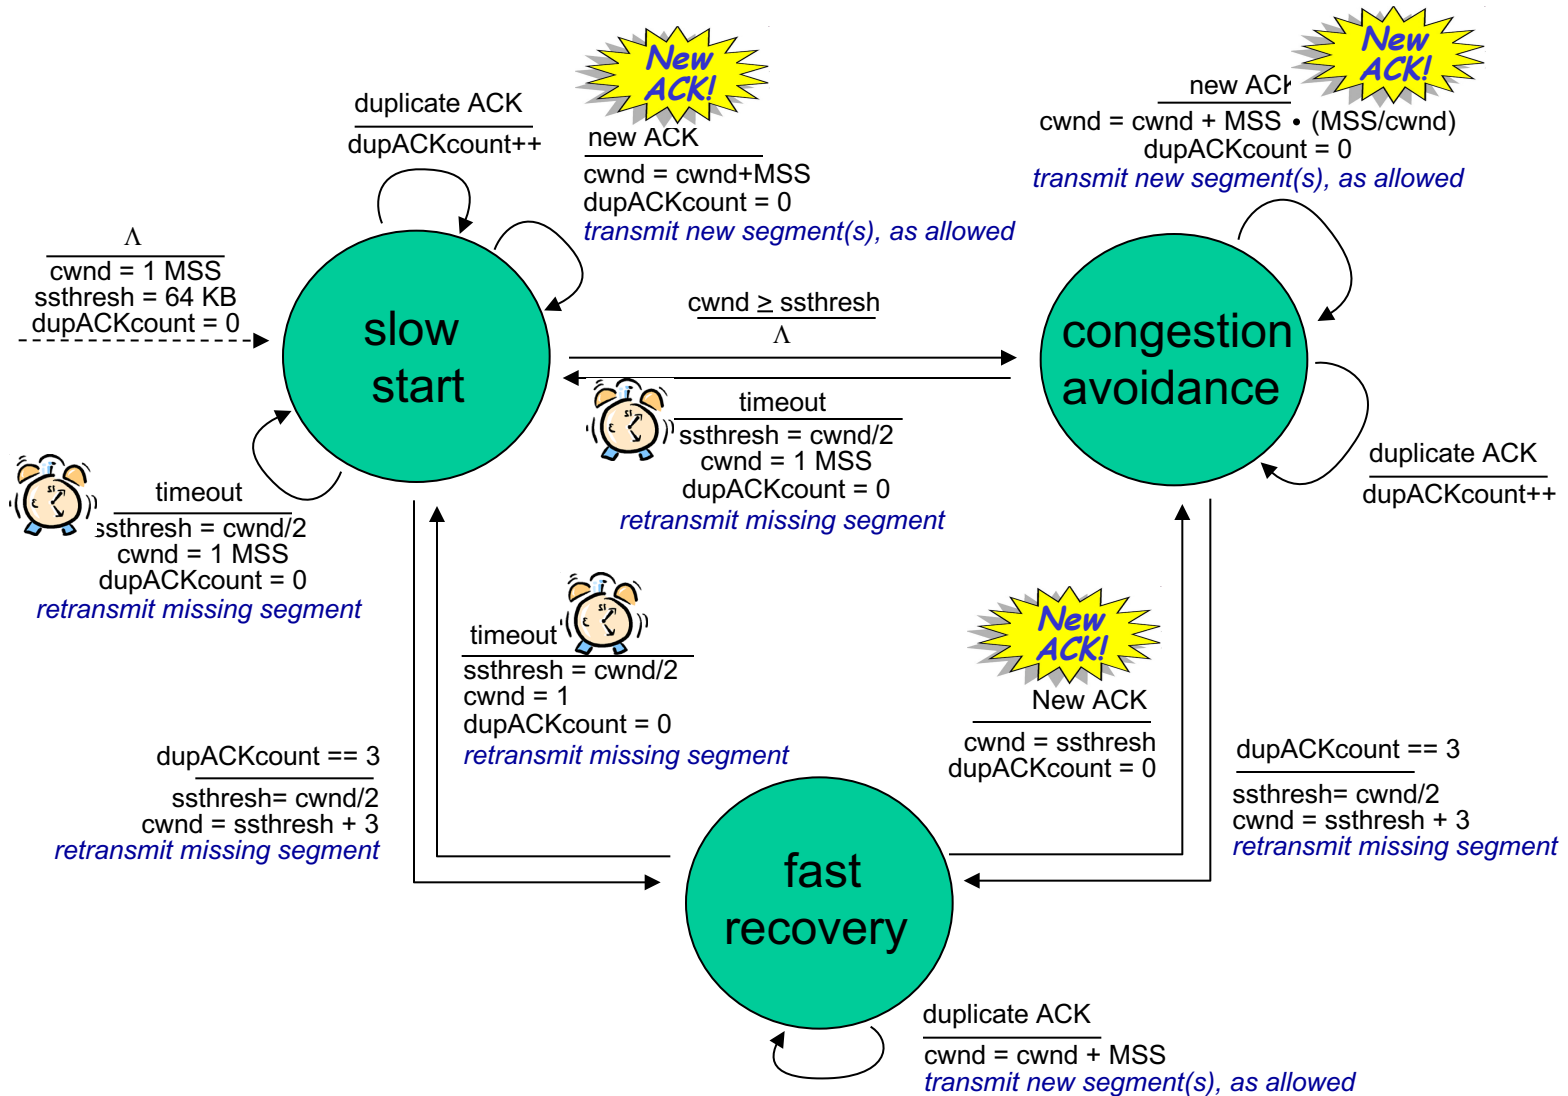 New
ACK!
duplicate ACK
dupACKcount++
new ACK
cwnd = cwnd+MSS
dupACKcount = 0
transmit new segment(s), as allowed
New
ACK!
new ACK
cwnd = cwnd + MSS • (MSS/cwnd)
dupACKcount = 0
transmit new segment(s), as allowed
Λ
cwnd = 1 MSS
ssthresh = 64 KB
dupACKcount = 0
slow
start
cwnd ≥ ssthresh
Λ
congestion
avoidance
timeout
ssthresh = cwnd/2
cwnd = 1 MSS
dupACKcount = 0
retransmit missing segment
duplicate ACK
dupACKcount++
timeout
ssthresh = cwnd/2
cwnd = 1 MSS
dupACKcount = 0
retransmit missing segment
timeout
ssthresh = cwnd/2
cwnd = 1
dupACKcount = 0
retransmit missing segment
New
ACK!
New ACK
cwnd = ssthresh
dupACKcount = 0
dupACKcount == 3
ssthresh= cwnd/2
cwnd = ssthresh + 3
retransmit missing segment
dupACKcount == 3
ssthresh= cwnd/2
cwnd = ssthresh + 3
retransmit missing segment
fast
recovery
duplicate ACK
cwnd = cwnd + MSS
transmit new segment(s), as allowed